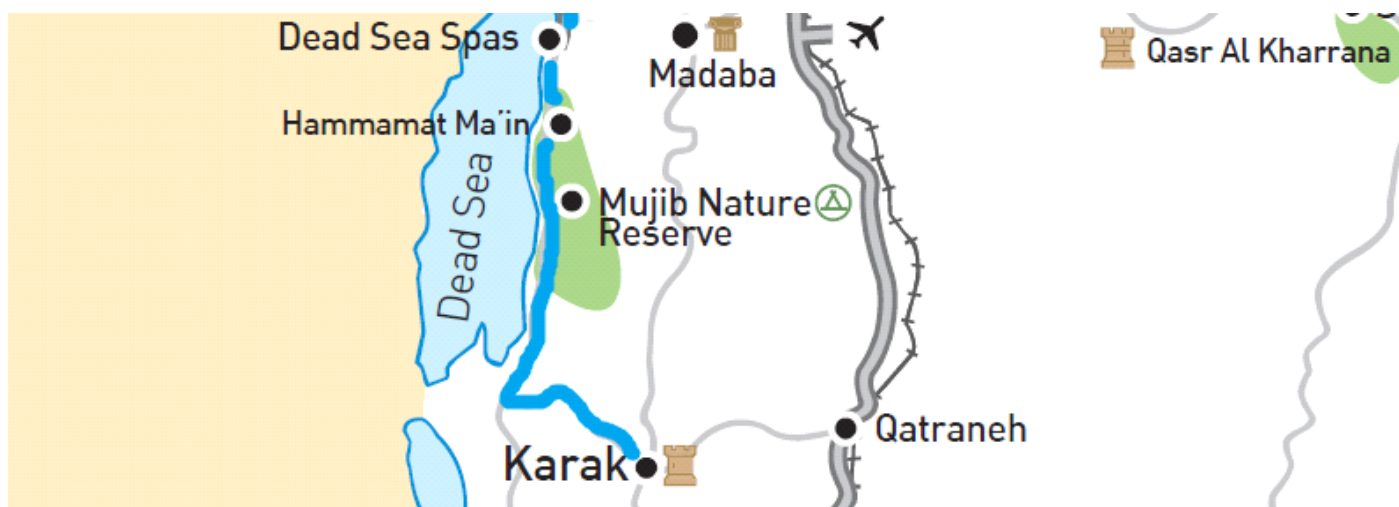 Dead Sea Spas
Madaba
Qasr Al Kharrana
Hammamat Ma¨in
Dead Sea
Mujib Nature
Reserve
Qatraneh
Karak